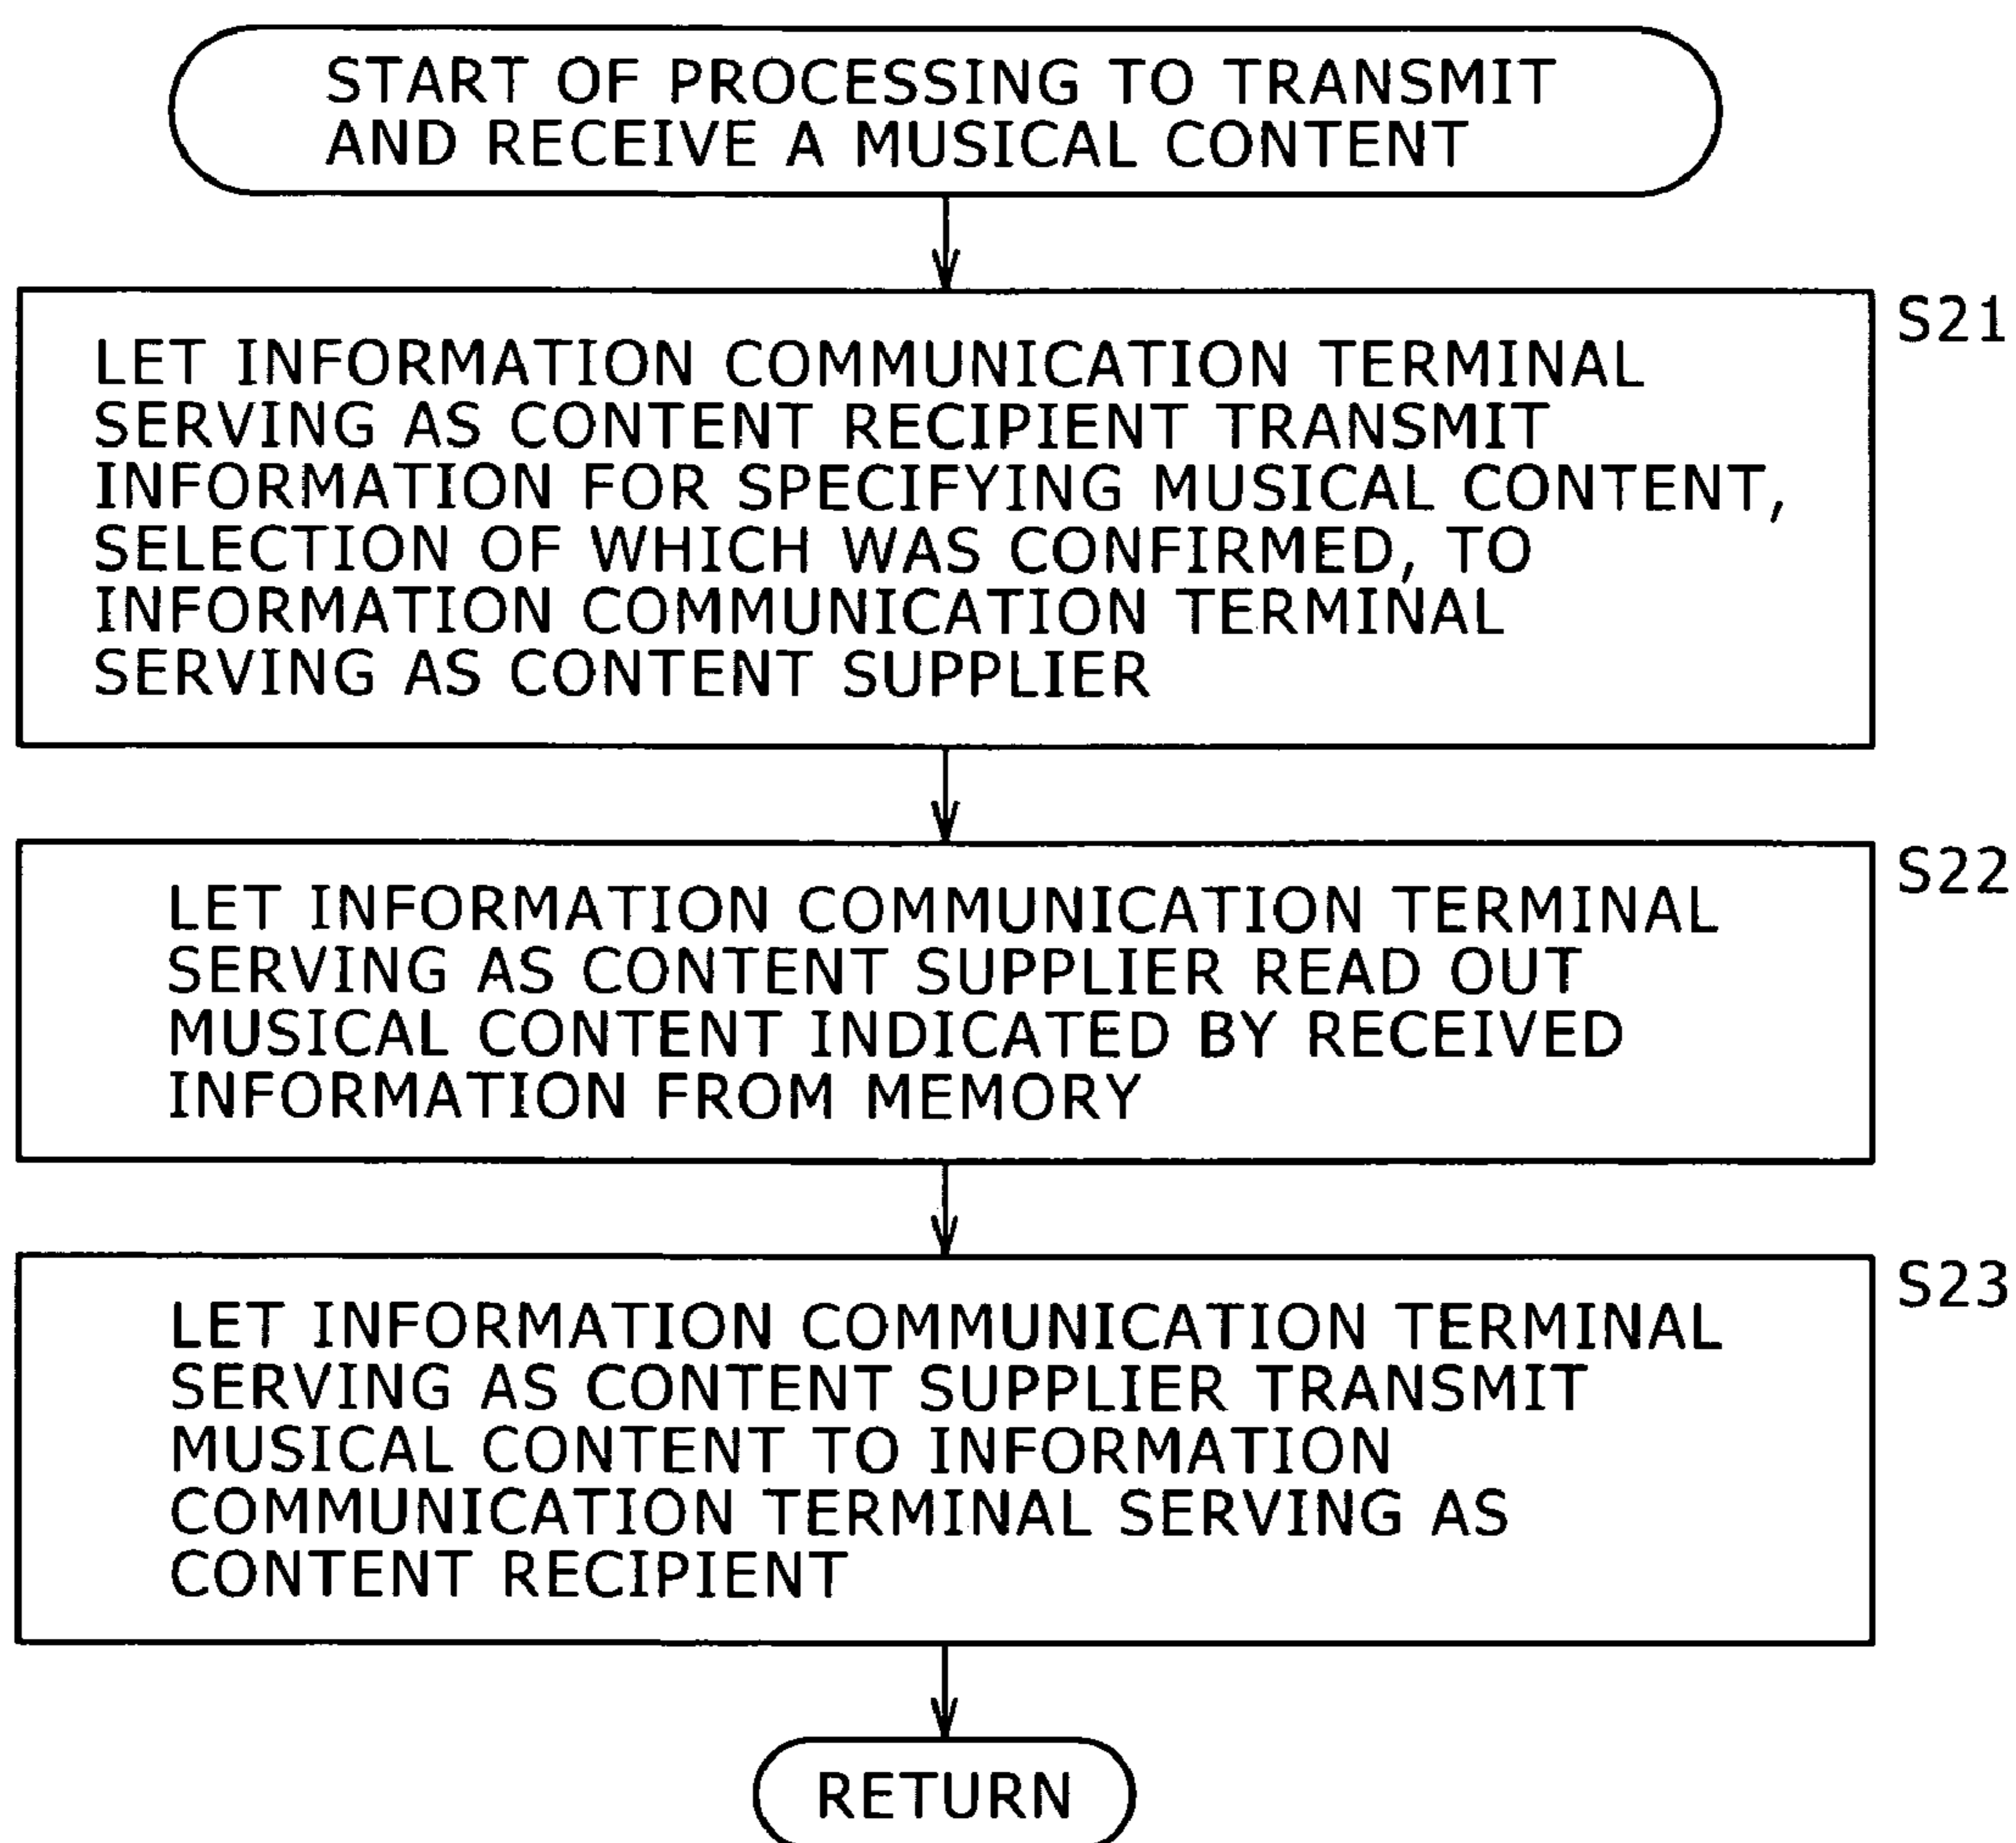 START OF PROCESSING TO TRANSMIT
AND RECEIVE A MUSICAL CONTENT
S21
LET INFORMATION COMMUNICATION TERMINAL
SERVING AS CONTENT RECIPIENT TRANSMIT
INFORMATION FOR SPECIFYING MUSICAL CONTENT,
SELECTION OF WHICH WAS CONFIRMED, TO
INFORMATION COMMUNICATION TERMINAL
SERVING AS CONTENT SUPPLIER
S22
LET INFORMATION COMMUNICATION TERMINAL
SERVING AS CONTENT SUPPLIER READ OUT
MUSICAL CONTENT INDICATED BY RECEIVED
INFORMATION FROM MEMORY
S23
LET INFORMATION COMMUNICATION TERMINAL
SERVING AS CONTENT SUPPLIER TRANSMIT
MUSICAL CONTENT TO INFORMATION
COMMUNICATION TERMINAL SERVING AS
CONTENT RECIPIENT
RETURN